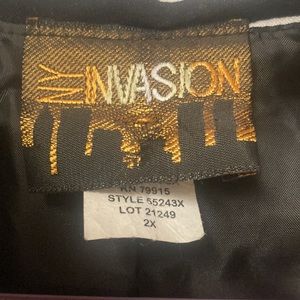 NY INVASION
RN 79915
STYLE 55243X
LOT 21249
2X